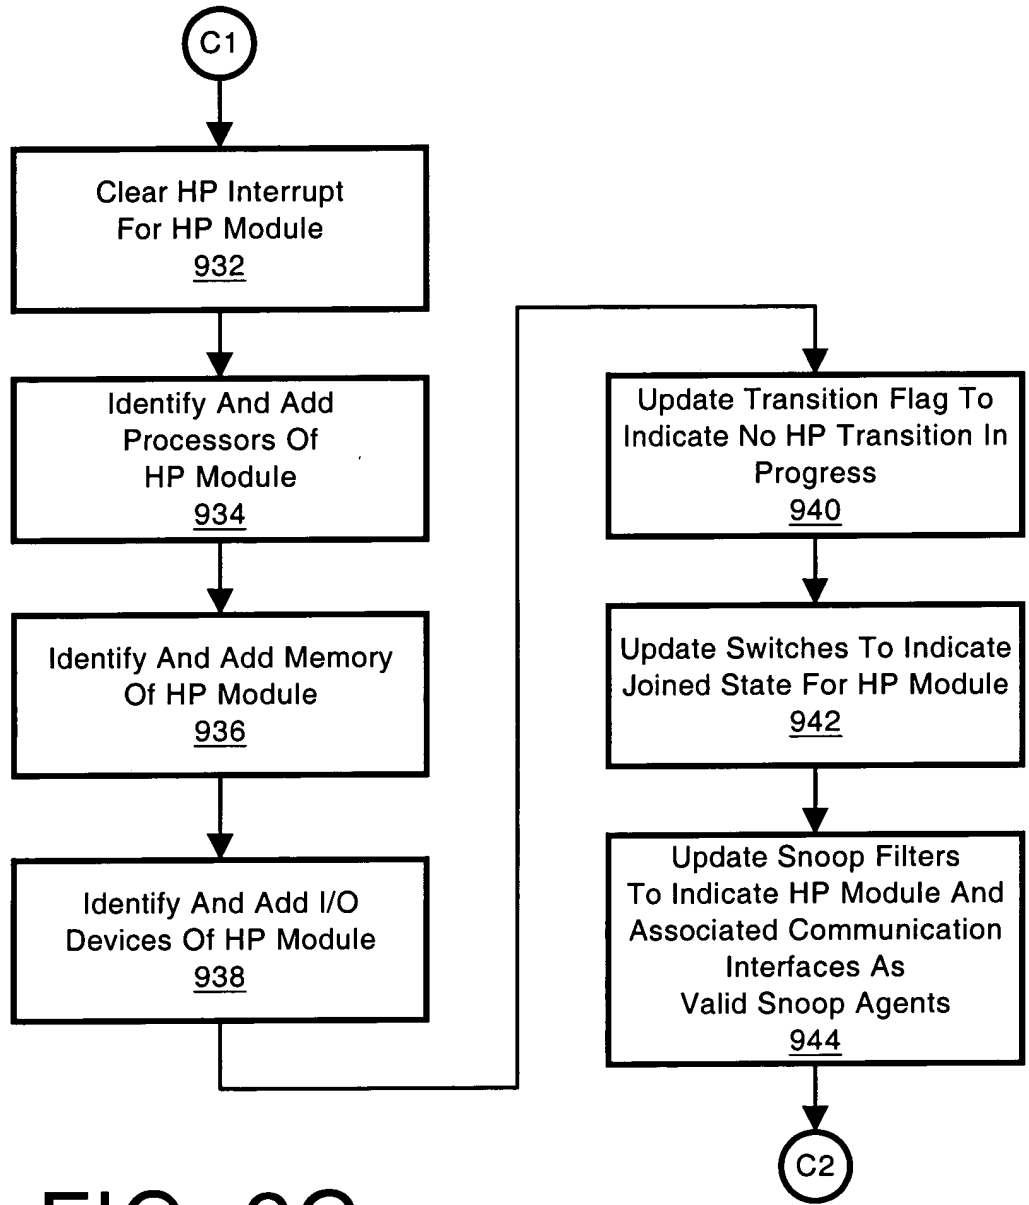 C1
Clear HP Interrupt
For HP Module
932
Identify And Add
Processors Of
HP Module
934
Identify And Add Memory
Of HP Module
936
Identify And Add I/O
Devices Of HP Module
938
Update Transition Flag To
Indicate No HP Transition In
Progress
940
Update Switches To Indicate
Joined State For HP Module
942
Update Snoop Filters
To Indicate HP Module And
Associated Communication
Interfaces As
Valid Snoop Agents
944
C2